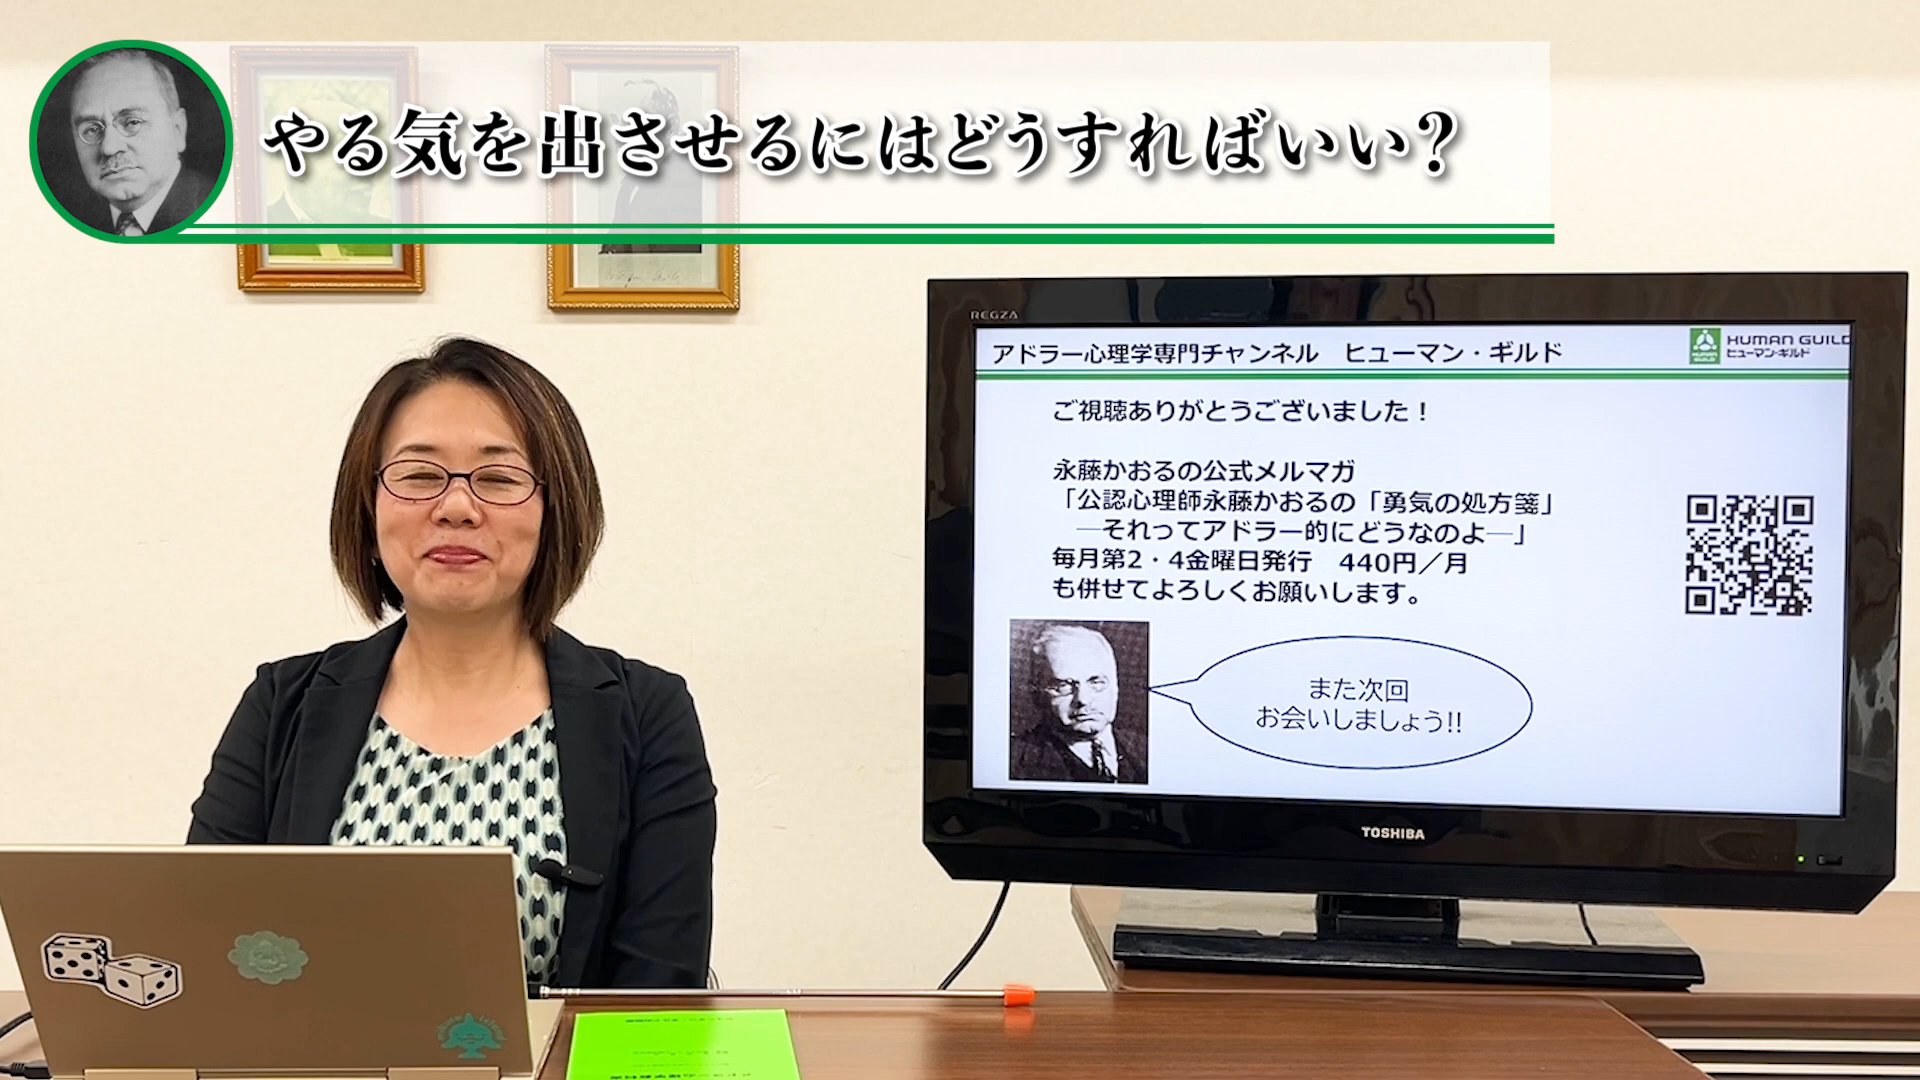 やる気を出させるにはどうすればいい？
REGZA
アドラー心理学専門チャンネル　ヒューマン・ギルド
HUMAN GUILD
ヒューマン・ギルド
HUMAN
GUILD
ご視聴ありがとうございました！
永藤かおるの公式メルマガ
「公認心理師永藤かおるの「勇気の処方箋」
―それってアドラー的にどうなのよ―」
毎月第2・4金曜日発行　440円／月
も併せてよろしくお願いします。
また次回
お会いしましょう!!
TOSHIBA